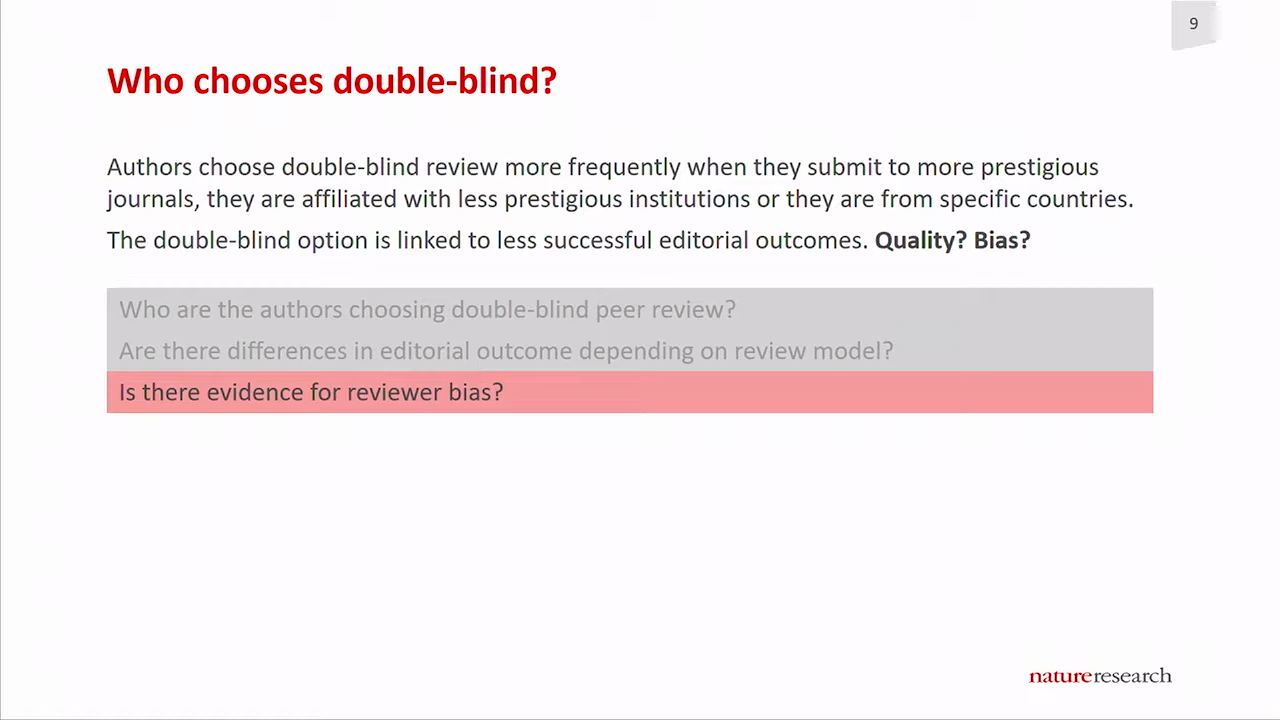 9
Who chooses double-blind?
Authors choose double-blind review more frequently when they submit to more prestigious
journals, they are affiliated with less prestigious institutions or they are from specific countries.
The double-blind option is linked to less successful editorial outcomes. Quality? Bias?
Who are the authors choosing double-blind peer review?
Are there differences in editorial outcome depending on review model?
Is there evidence for reviewer bias?
natureresearch